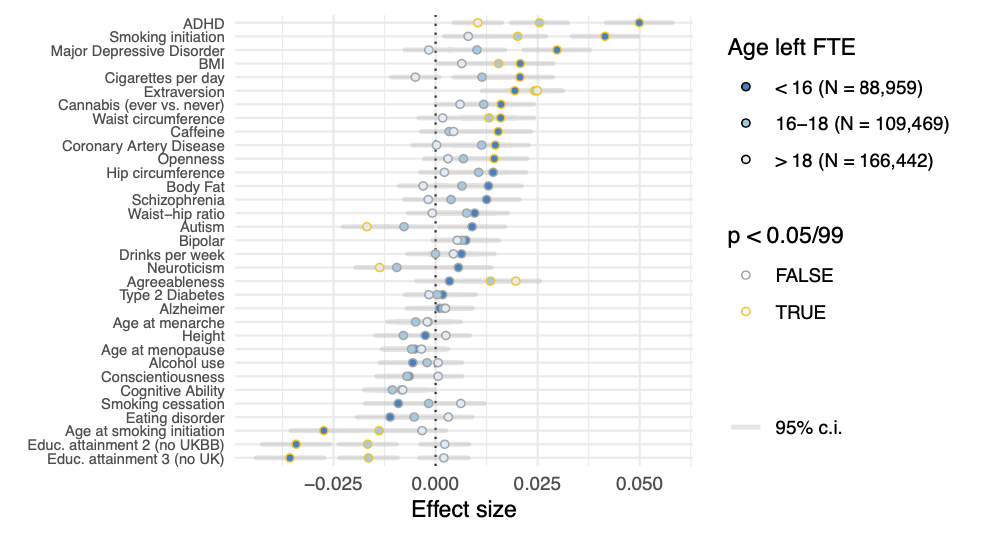 ADHD
Smoking initiation
Major Depressive Disorder
BMI
Cigarettes per day
Extraversion
Cannabis (ever vs. never)
Waist circumference
Caffeine
Coronary Artery Disease
Openness
Hip circumference
Body Fat
Schizophrenia
Waist−hip ratio
Autism
Bipolar
Drinks per week
Neuroticism
Agreeableness
Type 2 Diabetes
Alzheimer
Age at menarche
Height
Age at menopause
Alcohol use
Conscientiousness
Cognitive Ability
Smoking cessation
Eating disorder
Age at smoking initiation
Educ. attainment 2 (no UKBB)
Educ. attainment 3 (no UK)
−0.025 0.000 0.025 0.050
Effect size
Age left FTE
< 16 (N = 88,959)
16−18 (N = 109,469)
> 18 (N = 166,442)
p < 0.05/99
FALSE
TRUE
95% c.i.